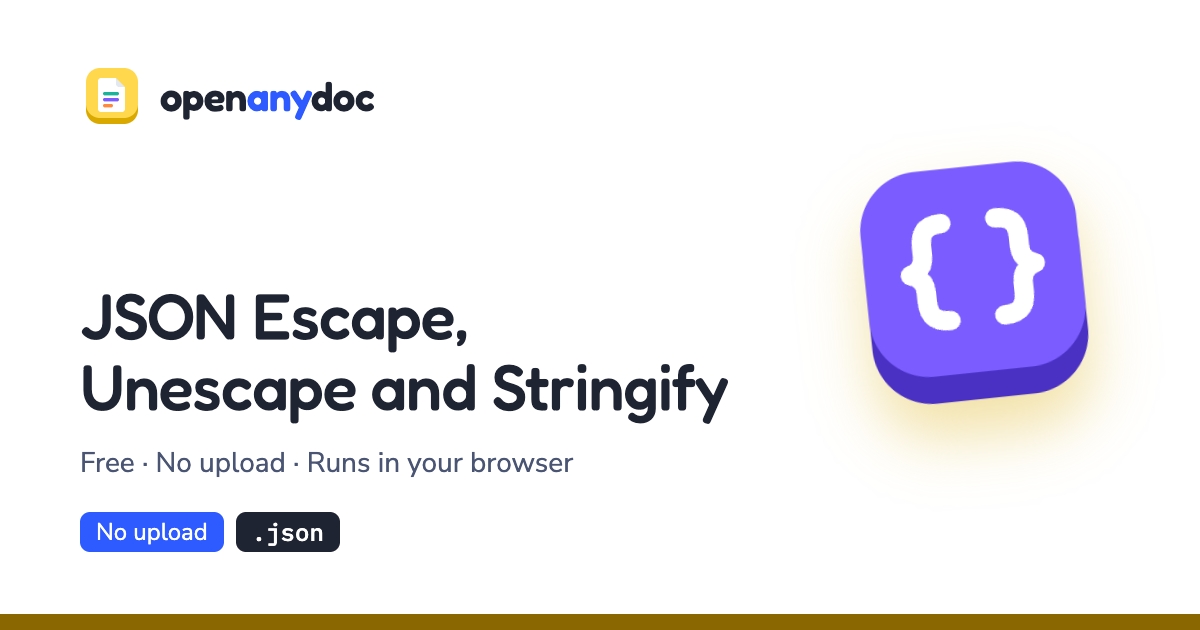 openanydoc
{ }
JSON Escape,
Unescape and Stringify
Free · No upload · Runs in your browser
No upload
.json